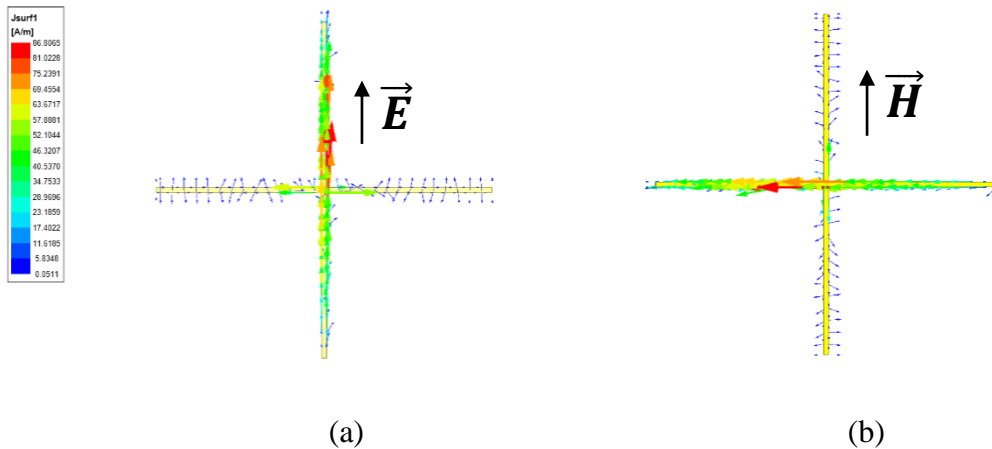 Jsurf1
[A/m]
86.8065
81.0228
75.2391
69.4554
63.6717
57.8881
52.1044
46.3207
40.5370
34.7533
28.9696
23.1859
17.4022
11.6185
5.8348
0.0511
E
H
(a)
(b)